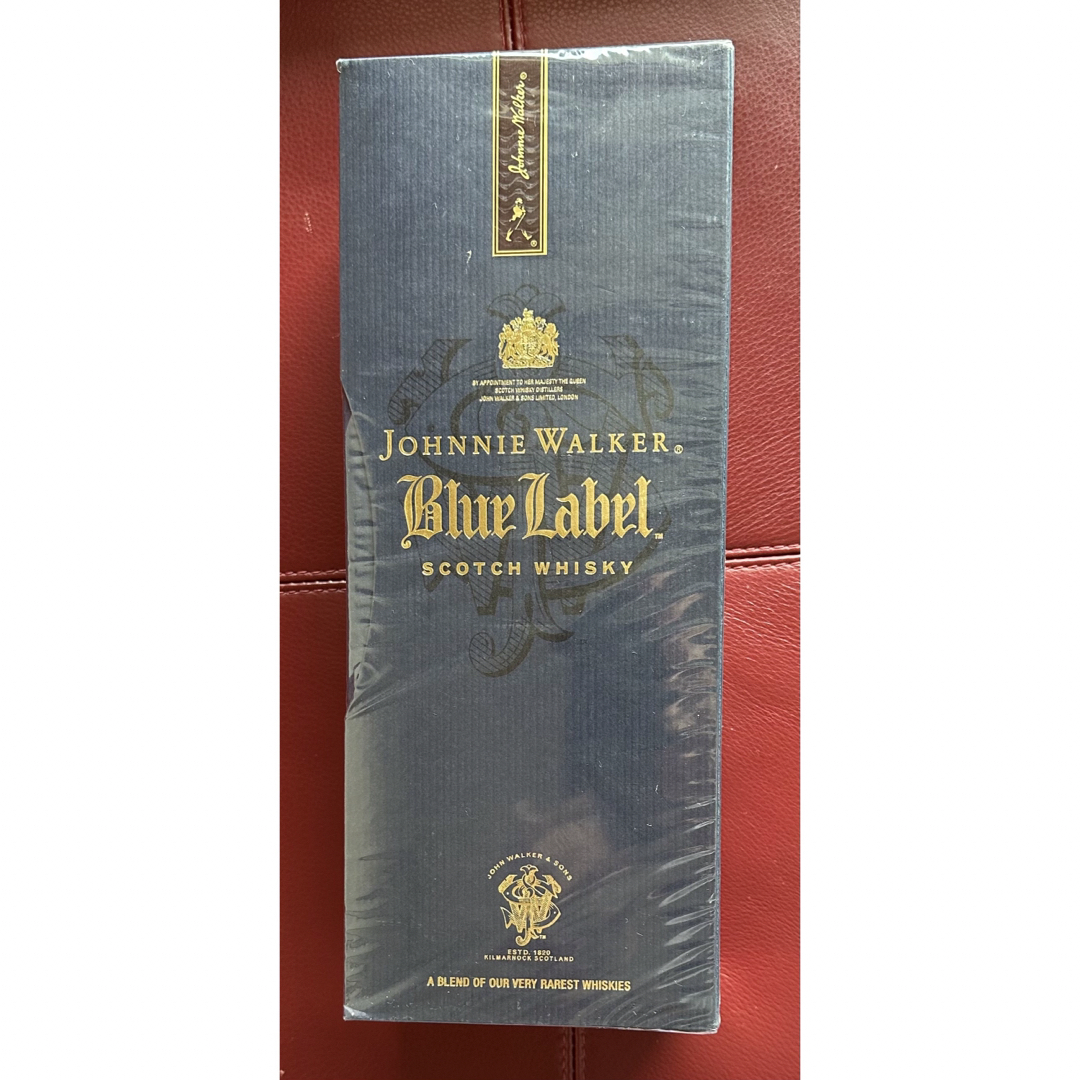 Johnnie Walker®
®
BY APPOINTMENT TO HER MAJESTY THE QUEEN
SCOTCH WHISKY DISTILLERS
JOHN WALKER & SONS LIMITED, LONDON
JOHNNIE WALKER®
Blue Label™
SCOTCH WHISKY
JOHN WALKER & SONS
TM
ESTD. 1820
KILMARNOCK SCOTLAND
A BLEND OF OUR VERY RAREST WHISKIES